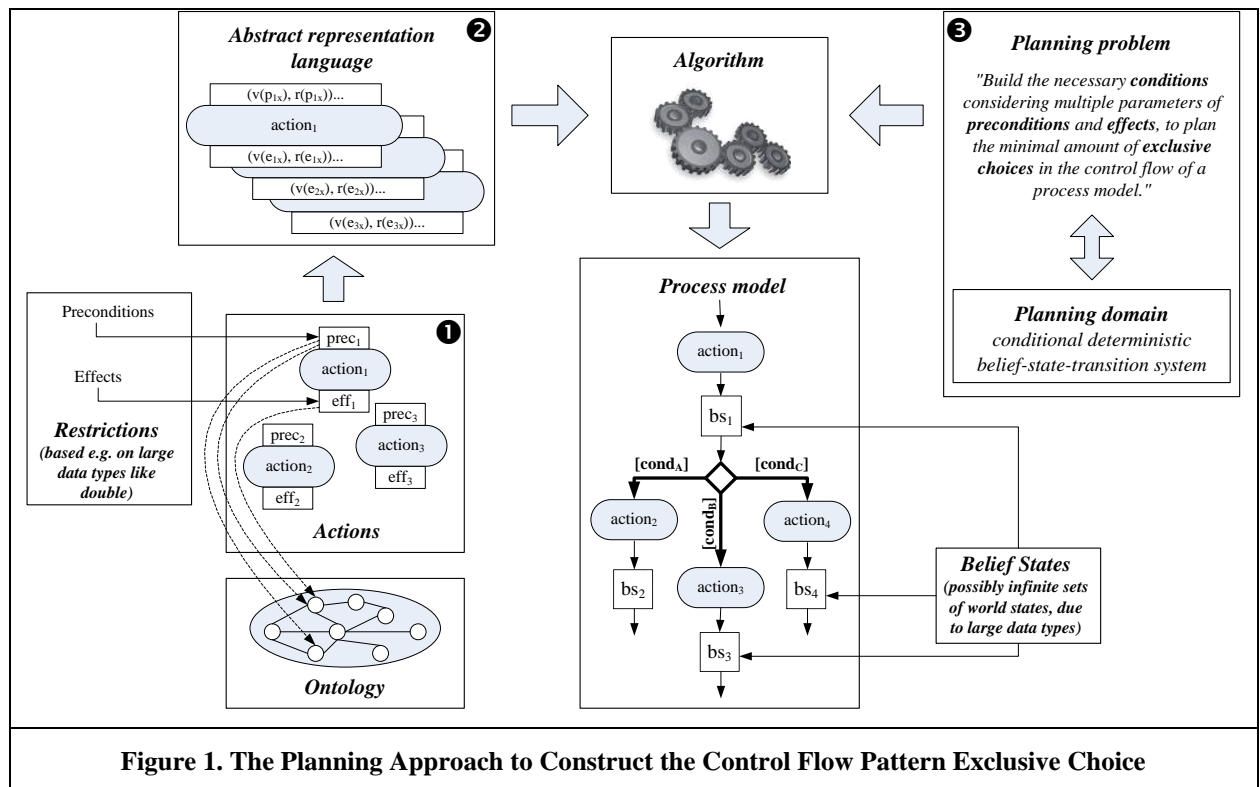 ❷
Abstract representation
language
(v(p1x), r(p1x))...
action1
(v(e1x), r(e1x))...
(v(e2x), r(e2x))...
(v(e3x), r(e3x))...
Algorithm
❸
Planning problem
"Build the necessary conditions
considering multiple parameters of
preconditions and effects, to plan
the minimal amount of exclusive
choices in the control flow of a
process model."
Planning domain
conditional deterministic
belief-state-transition system
Preconditions
Effects
Restrictions
(based e.g. on large
data types like
double)
❶
prec1
action1
eff1
prec2
action2
eff2
prec3
action3
eff3
Actions
Ontology
Process model
action1
bs1
[condA]
[condB]
[condC]
action2
action3
action4
bs2
bs3
bs4
Belief States
(possibly infinite sets
of world states, due
to large data types)
Figure 1. The Planning Approach to Construct the Control Flow Pattern Exclusive Choice